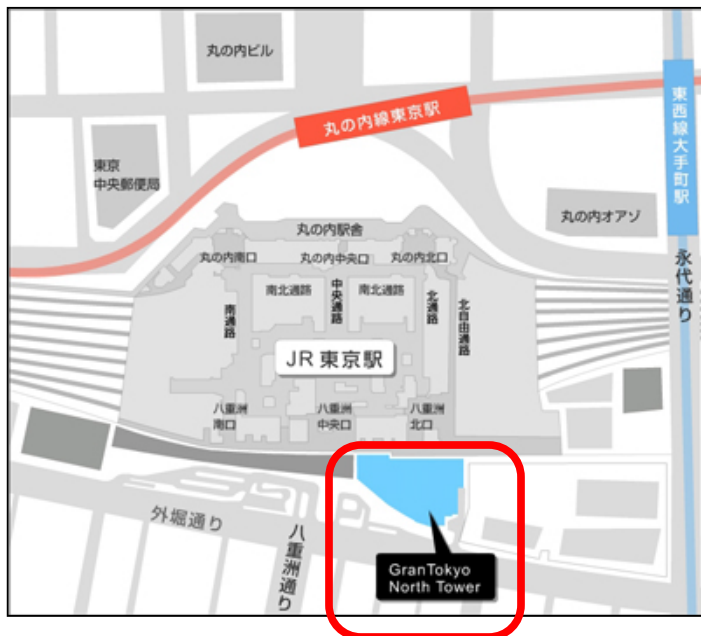 丸の内ビル
丸の内線東京駅
東西線大手町駅
東京
中央郵便局
丸の内オアゾ
丸の内駅舎
丸の内南口
丸の内中央口
丸の内北口
永代通り
南北通路
中央通路
南北通路
南通路
北通路
北自由通路
JR 東京駅
八重洲
南口
八重洲
中央口
八重洲
北口
外堀通り
八重洲通り
GranTokyo
North Tower